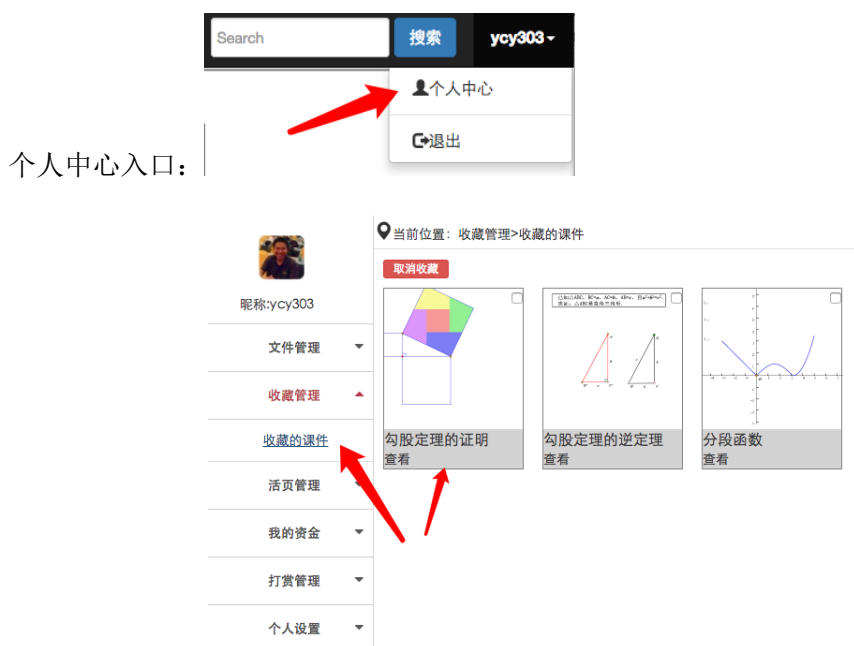 Search
搜索
ycy303
个人中心
退出
个人中心入口：
当前位置：收藏管理>收藏的课件
取消收藏
昵称:ycy303
文件管理
收藏管理
收藏的课件
活页管理
我的资金
打赏管理
个人设置
勾股定理的证明
查看
勾股定理的逆定理
查看
分段函数
查看